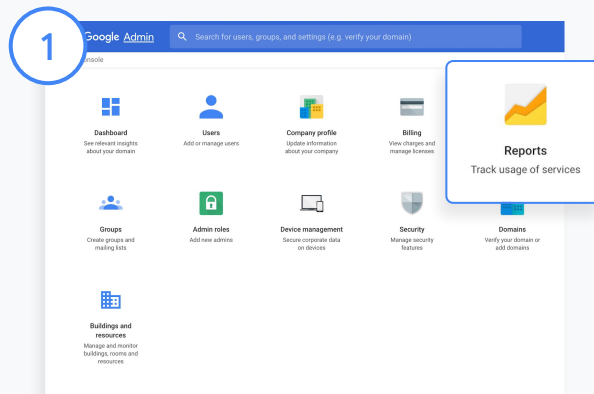 1
Google Admin
Search for users, groups, and settings (e.g. verify your domain)
onsole
Dashboard
See relevant insights
about your domain
Users
Add or manage users
Company profile
Update information
about your company
Billing
View charges and
manage licenses
Reports
Track usage of services
Groups
Create groups and
mailing lists
Admin roles
Add new admins
Device management
Secure corporate data
on devices
Security
Manage security
features
Domains
Verify your domain or
add domains
Buildings and
resources
Manage and monitor
buildings, rooms and
resources